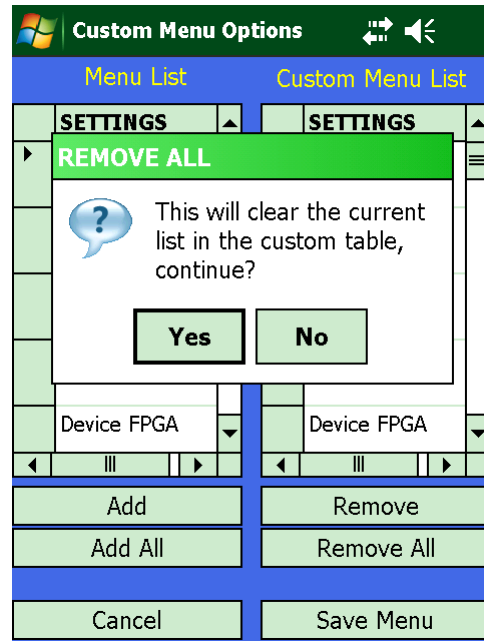 Custom Menu Options
Menu List
Custom Menu List
SETTINGS
SETTINGS
REMOVE ALL
?
This will clear the current
list in the custom table,
continue?
Yes
No
Device FPGA
Device FPGA
Add
Remove
Add All
Remove All
Cancel
Save Menu